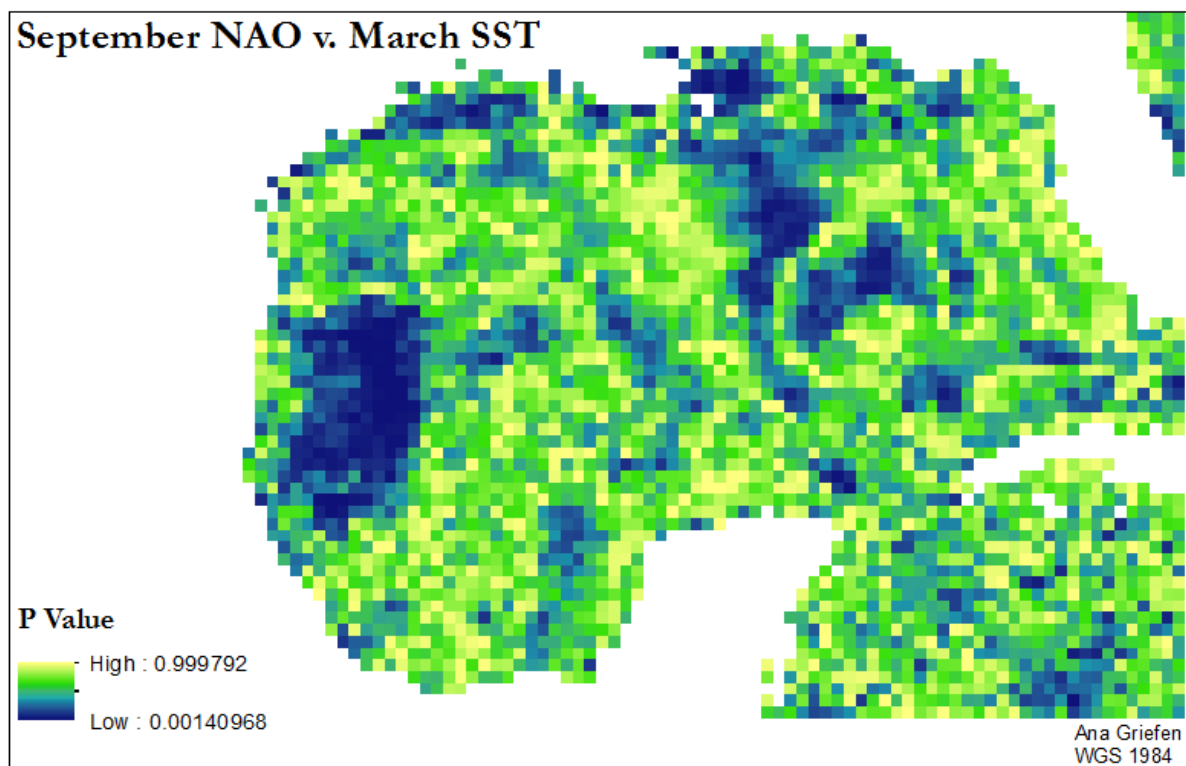 September NAO v. March SST
P Value
High : 0.999792
Low : 0.00140968
Ana Griefen
WGS 1984